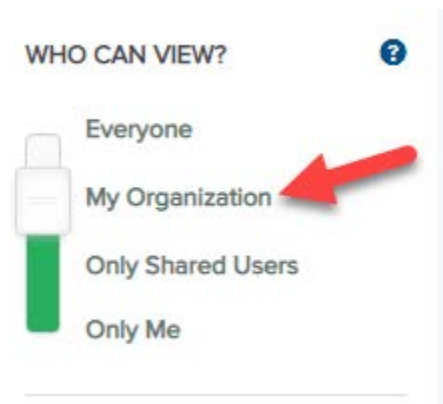 WHO CAN VIEW? ?
Everyone
My Organization
Only Shared Users
Only Me